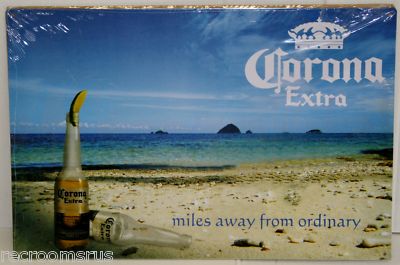 Corona
Extra
Corona
Extra
miles away from ordinary
recroomsrus